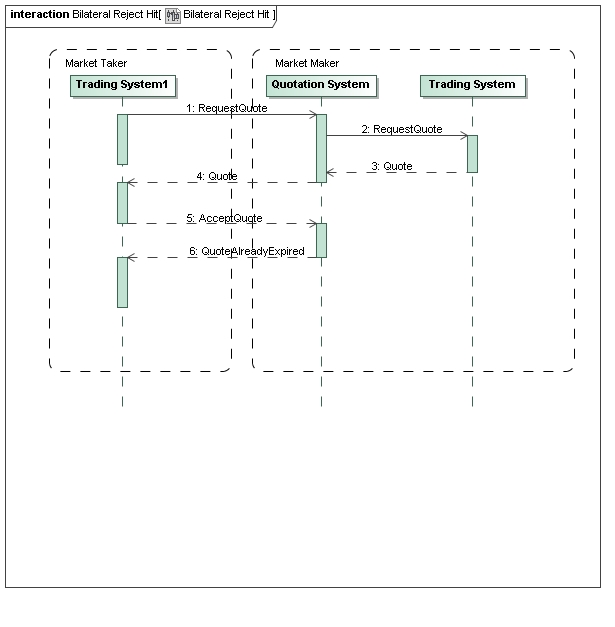 interaction Bilateral Reject Hit[ Bilateral Reject Hit ]
Market Taker
Market Maker
Trading System1
Quotation System
Trading System
1: RequestQuote
2: RequestQuote
3: Quote
4: Quote
5: AcceptQuote
6: QuoteAlreadyExpired